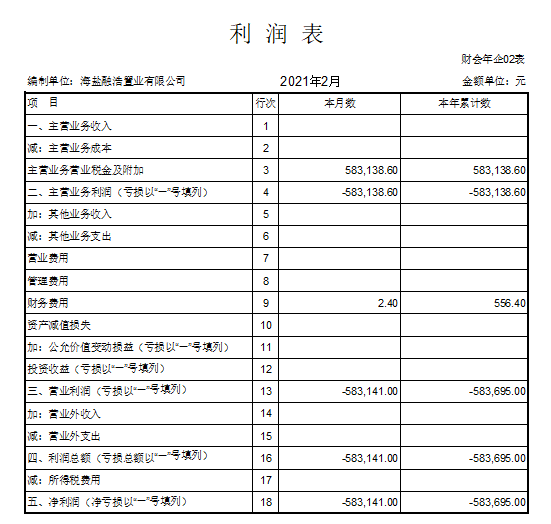 利 润 表
财会年企02表
编制单位：海盐融浩置业有限公司 2021年2月 金额单位：元
项 目 行次 本月数 本年累计数
一、主营业务收入 1
减：主营业务成本 2
主营业务营业税金及附加 3 583,138.60 583,138.60
二、主营业务利润（亏损以“一”号填列） 4 -583,138.60 -583,138.60
加：其他业务收入 5
减：其他业务支出 6
营业费用 7
管理费用 8
财务费用 9 2.40 556.40
资产减值损失 10
加：公允价值变动损益（亏损以“一”号填列） 11
投资收益（亏损以“一”号填列） 12
三、营业利润（亏损以“一”号填列） 13 -583,141.00 -583,695.00
加：营业外收入 14
减：营业外支出 15
四、利润总额（亏损总额以“一”号填列） 16 -583,141.00 -583,695.00
减：所得税费用 17
五、净利润（净亏损以“一”号填列） 18 -583,141.00 -583,695.00